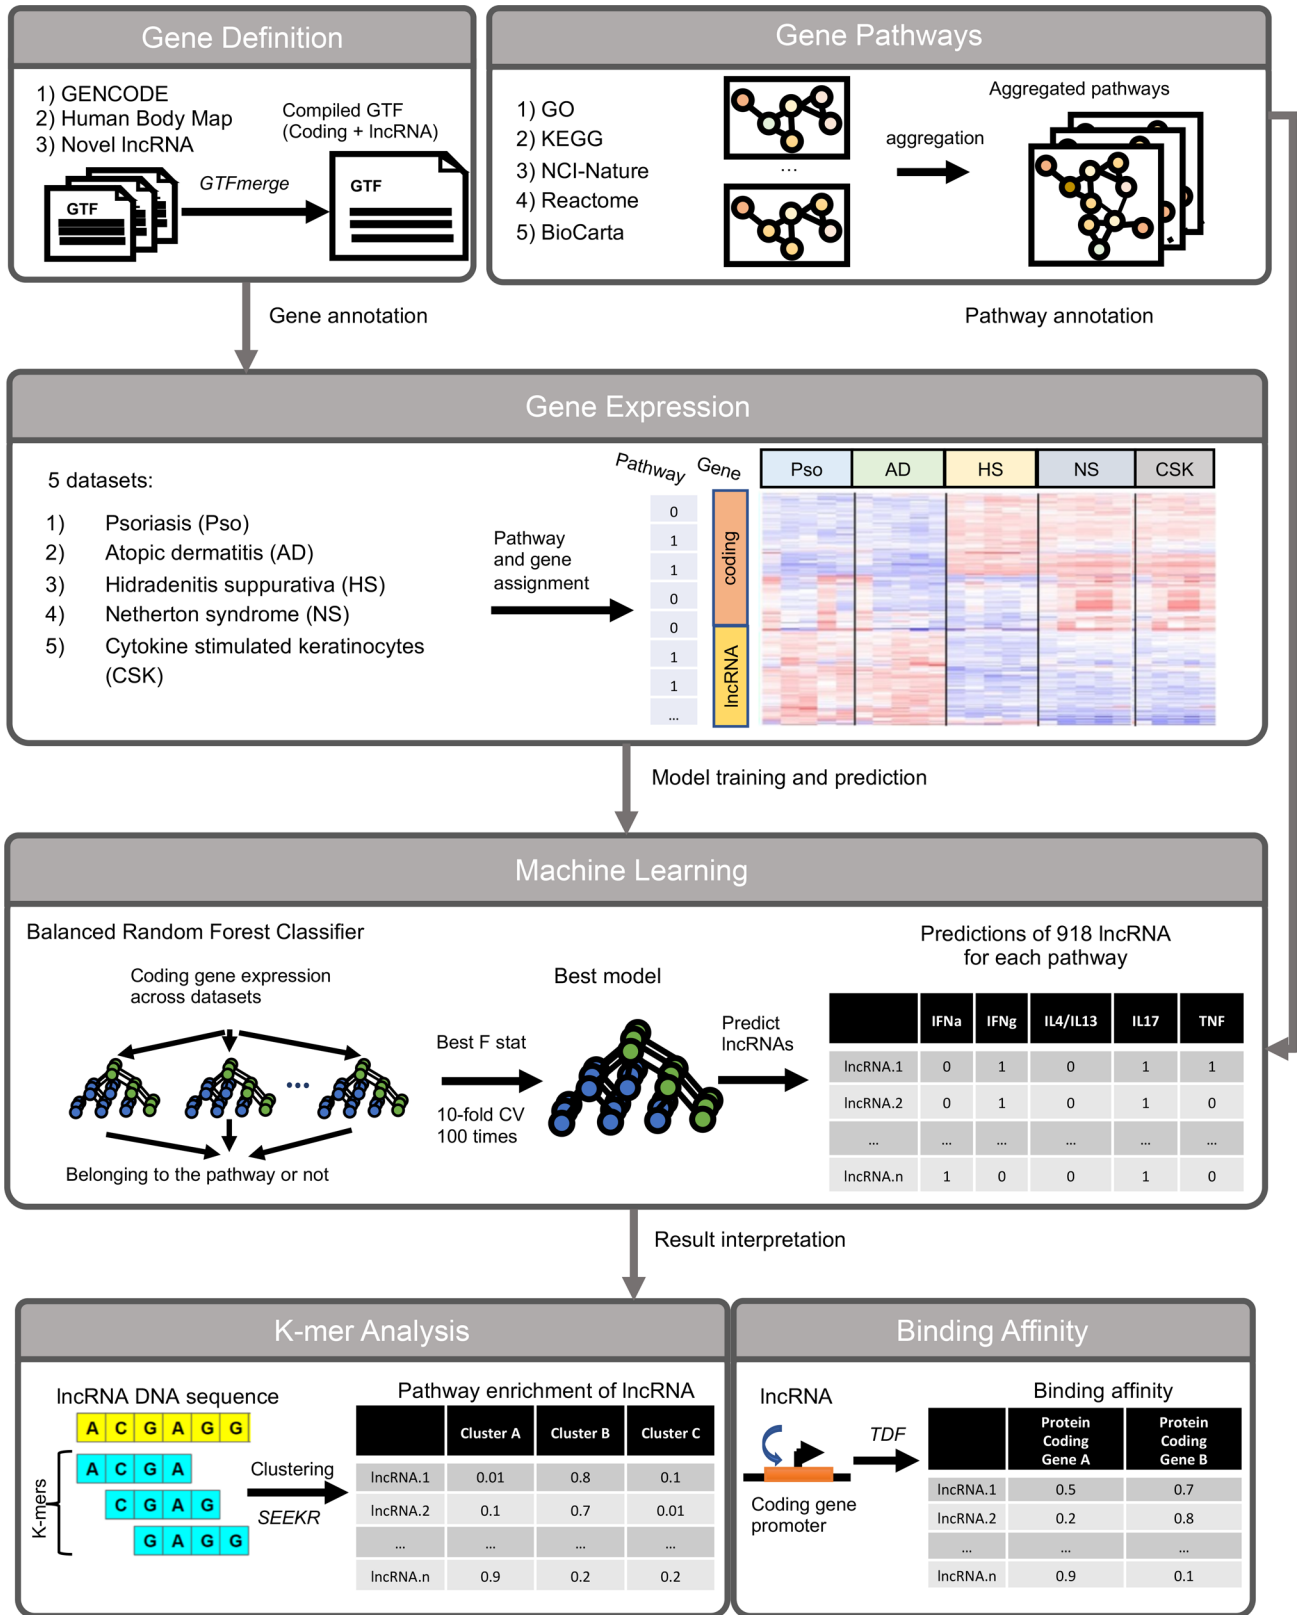 Gene Definition
1) GENCODE
2) Human Body Map
3) Novel lncRNA
Compiled GTF
(Coding + lncRNA)
GTF
GTFmerge
GTF
Gene Pathways
1) GO
2) KEGG
3) NCI-Nature
4) Reactome
5) BioCarta
...
aggregation
Aggregated pathways
Gene annotation
Pathway annotation
Gene Expression
5 datasets:
1) Psoriasis (Pso)
2) Atopic dermatitis (AD)
3) Hidradenitis suppurativa (HS)
4) Netherton syndrome (NS)
5) Cytokine stimulated keratinocytes
(CSK)
Pathway
and gene
assignment
Pathway Gene
0
1
1
0
0
1
1
...
coding
lncRNA
Pso AD HS NS CSK
Model training and prediction
Machine Learning
Balanced Random Forest Classifier
Coding gene expression
across datasets
...
Belonging to the pathway or not
Best F stat
10-fold CV
100 times
Best model
Predict
lncRNAs
Predictions of 918 lncRNA
for each pathway
IFNa IFNg IL4/IL13 IL17 TNF
lncRNA.1 0 1 0 1 1
lncRNA.2 0 1 0 1 0
... ... ... ... ... ...
lncRNA.n 1 0 0 1 0
Result interpretation
K-mer Analysis
lncRNA DNA sequence
A C G A G G
K-mers
A C G A
C G A G
G A G G
Clustering
SEEKR
Pathway enrichment of lncRNA
Cluster A Cluster B Cluster C
lncRNA.1 0.01 0.8 0.1
lncRNA.2 0.1 0.7 0.01
... ... ... ...
lncRNA.n 0.9 0.2 0.2
Binding Affinity
lncRNA
Coding gene
promoter
TDF
Binding affinity
Protein Coding Gene A Protein Coding Gene B
lncRNA.1 0.5 0.7
lncRNA.2 0.2 0.8
... ... ...
lncRNA.n 0.9 0.1